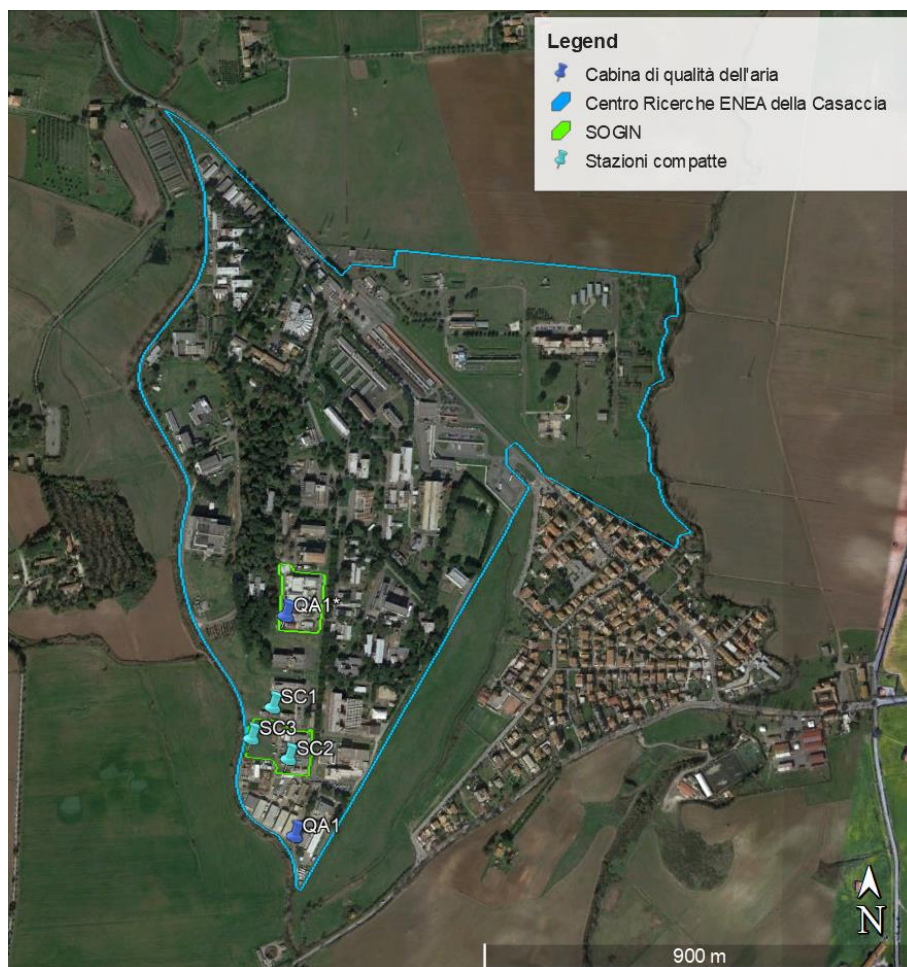 Legend
Cabina di qualità dell'aria
Centro Ricerche ENEA della Casaccia
SOGIN
Stazioni compatte
QA1*
SC1
SC3
SC2
QA1
N
900 m